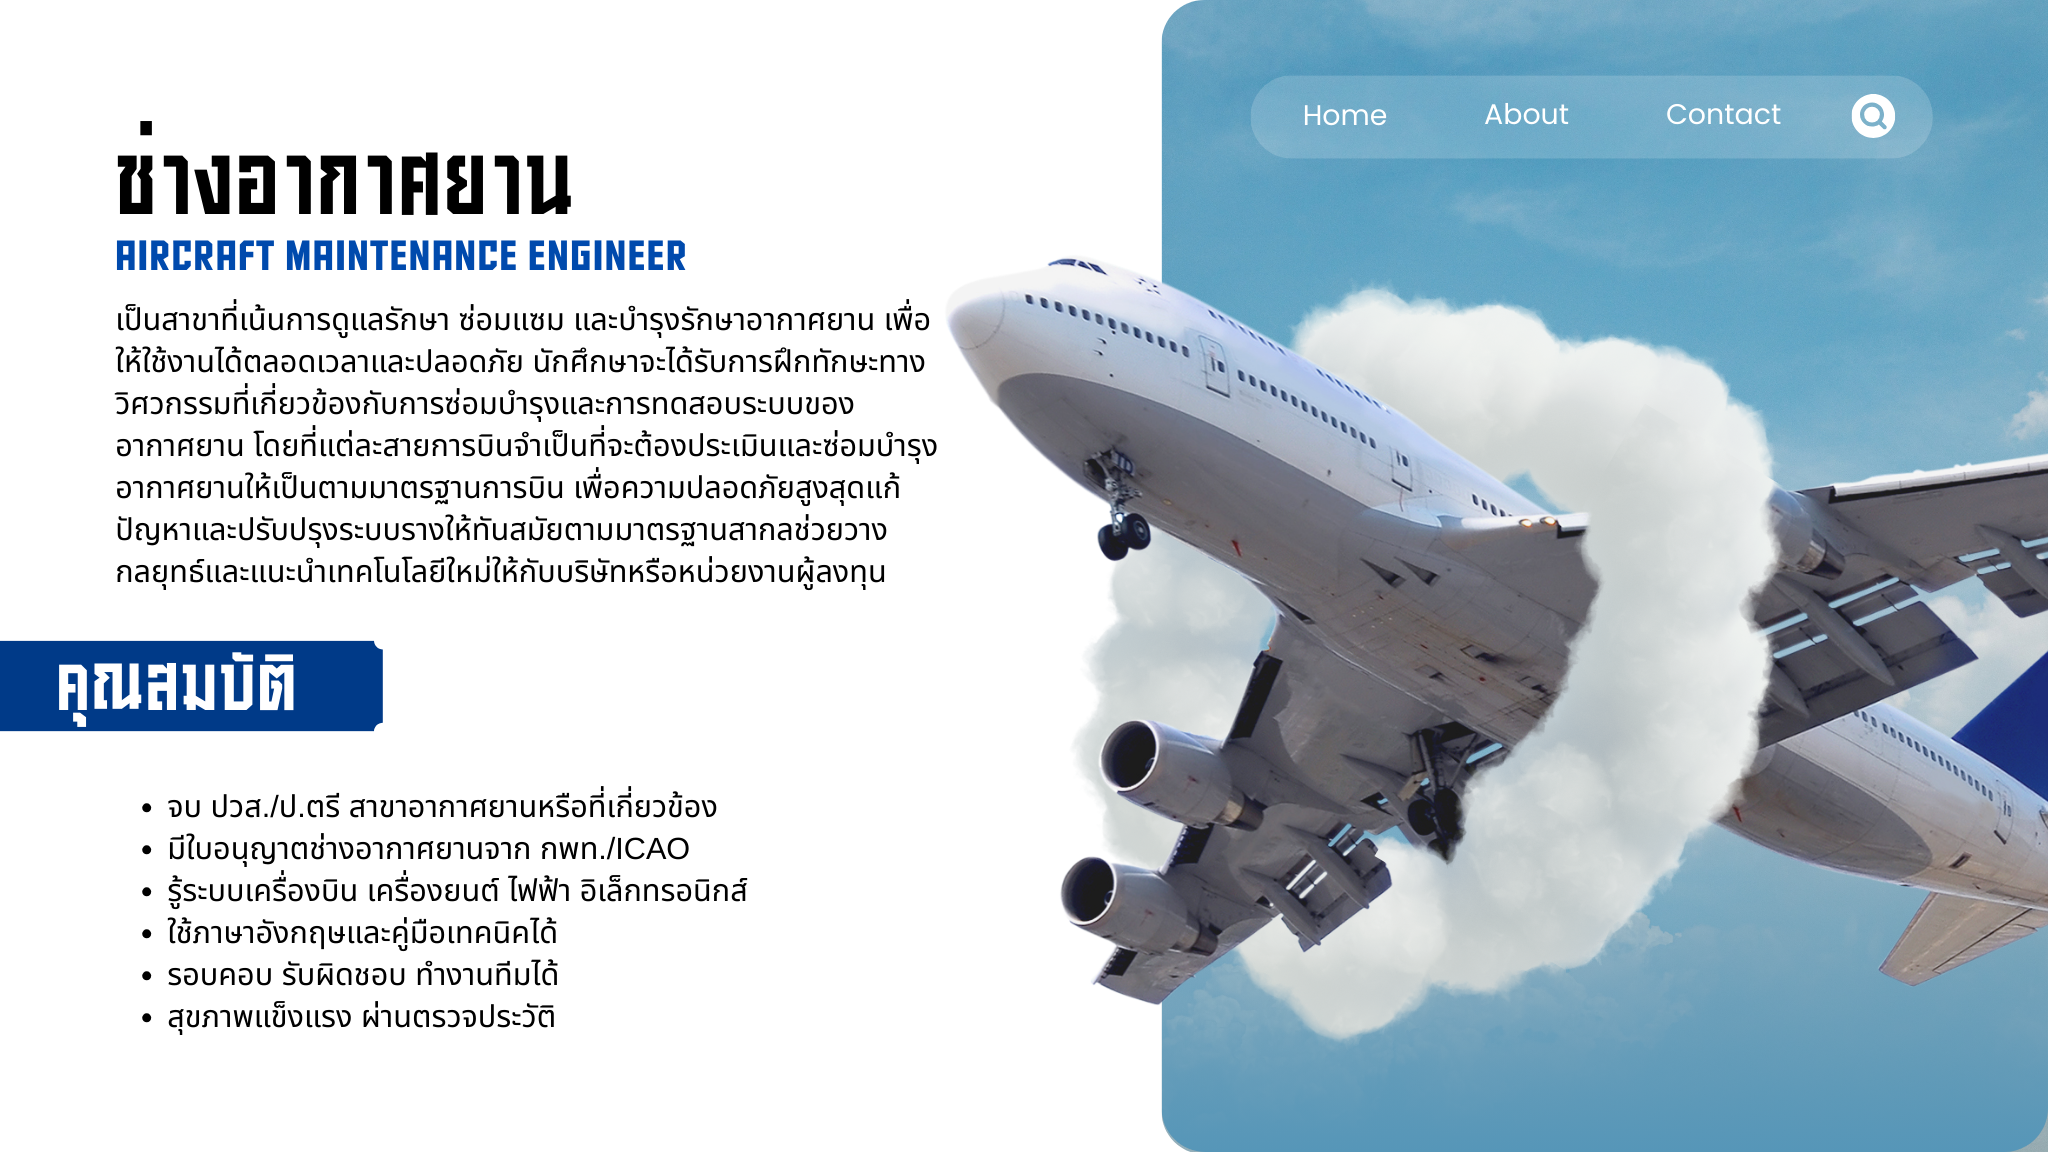 Home About Contact
ช่างอากาศยาน
AIRCRAFT MAINTENANCE ENGINEER
เป็นสาขาที่เน้นการดูแลรักษา ซ่อมแซม และบำรุงรักษาอากาศยาน เพื่อ
ให้ใช้งานได้ตลอดเวลาและปลอดภัย นักศึกษาจะได้รับการฝึกทักษะทาง
วิศวกรรมที่เกี่ยวข้องกับการซ่อมบำรุงและการทดสอบระบบของ
อากาศยาน โดยที่แต่ละสายการบินจำเป็นที่จะต้องประเมินและซ่อมบำรุง
อากาศยานให้เป็นตามมาตรฐานการบิน เพื่อความปลอดภัยสูงสุดแก้
ปัญหาและปรับปรุงระบบรางให้ทันสมัยตามมาตรฐานสากลช่วยวาง
กลยุทธ์และแนะนำเทคโนโลยีใหม่ให้กับบริษัทหรือหน่วยงานผู้ลงทุน
คุณสมบัติ
• จบ ปวส./ป.ตรี สาขาอากาศยานหรือที่เกี่ยวข้อง
• มีใบอนุญาตช่างอากาศยานจาก กพท./ICAO
• รู้ระบบเครื่องบิน เครื่องยนต์ ไฟฟ้า อิเล็กทรอนิกส์
• ใช้ภาษาอังกฤษและคู่มือเทคนิคได้
• รอบคอบ รับผิดชอบ ทำงานทีมได้
• สุขภาพแข็งแรง ผ่านตรวจประวัติ